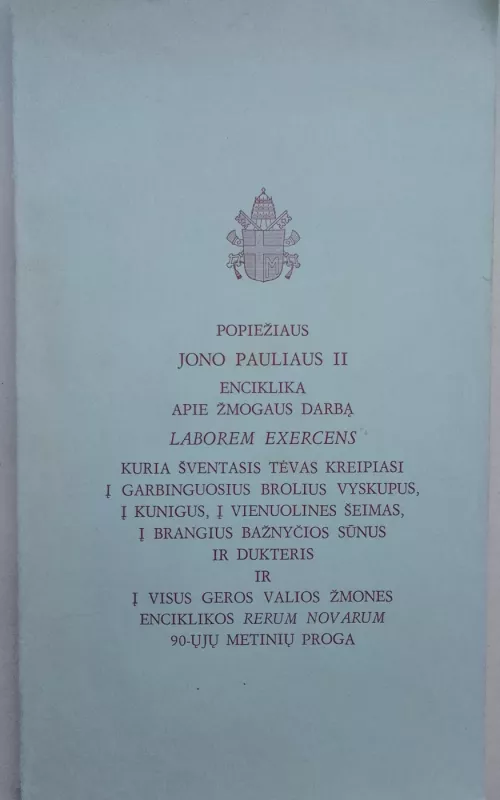 POPIEŽIAUS
JONO PAULIAUS II
ENCIKLIKA
APIE ŽMOGAUS DARBĄ
LABOREM EXERCENS
KURIA ŠVENTASIS TĖVAS KREIPIASI
Į GARBINGUOSIUS BROLIUS VYSKUPUS,
Į KUNIGUS, Į VIENUOLINES ŠEIMAS,
Į BRANGIUS BAŽNYČIOS SŪNUS
IR DUKTERIS
IR
Į VISUS GEROS VALIOS ŽMONES
ENCIKLIKOS RERUM NOVARUM
90-ŲJŲ METINIŲ PROGA